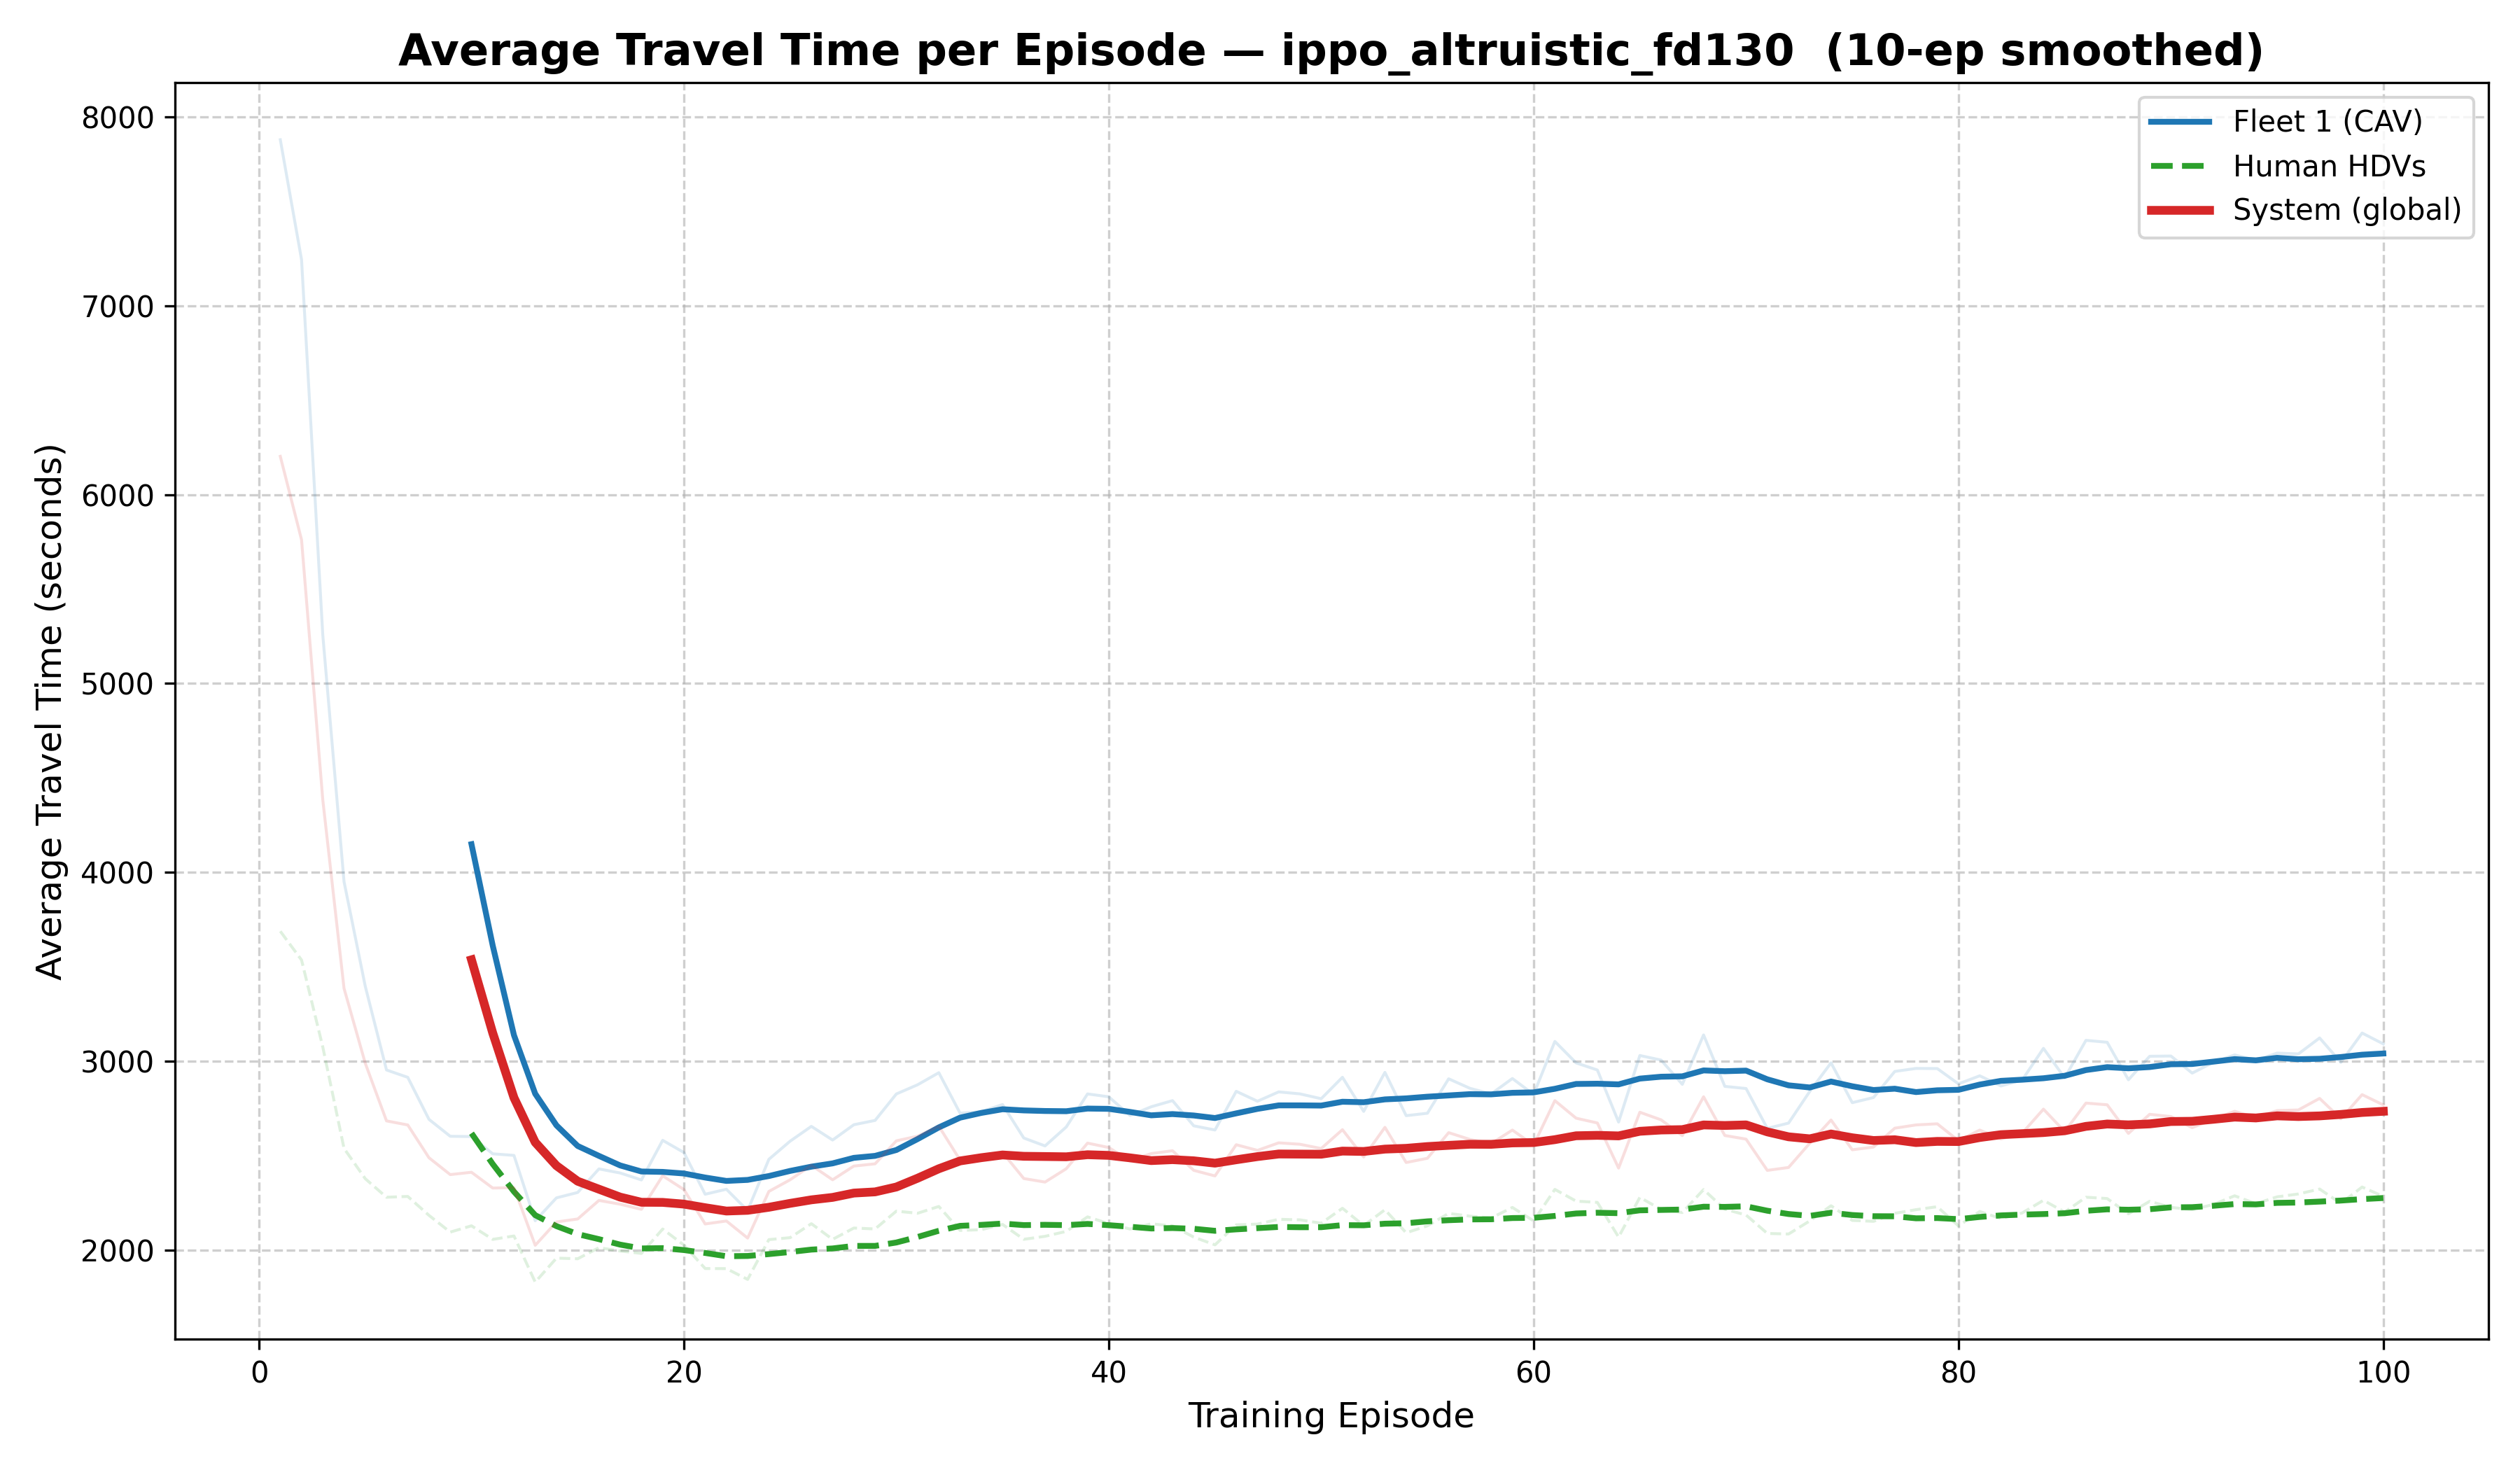 Average Travel Time per Episode — ippo_altruistic_fd130 (10-ep smoothed)
Fleet 1 (CAV)
Human HDVs
System (global)
Average Travel Time (seconds)
8000
7000
6000
5000
4000
3000
2000
0 20 40 60 80 100
Training Episode